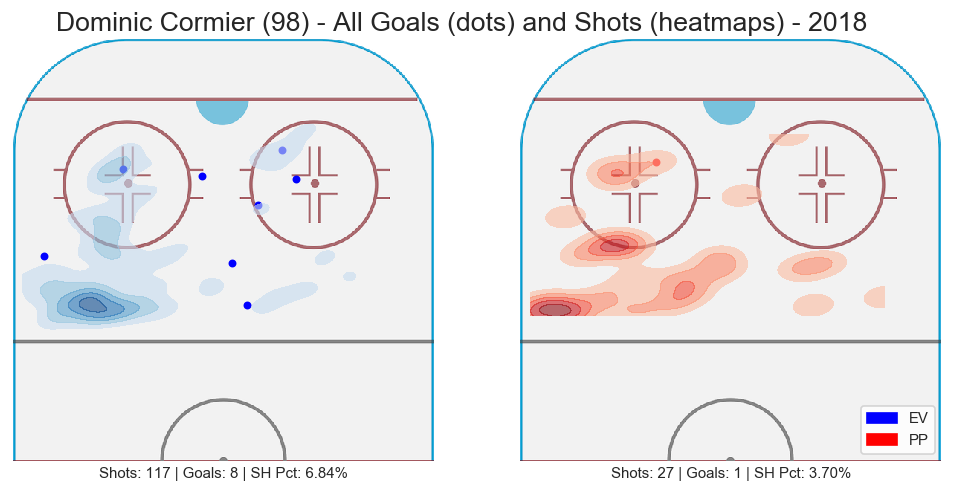 Dominic Cormier (98) - All Goals (dots) and Shots (heatmaps) - 2018
EV
PP
Shots: 117 | Goals: 8 | SH Pct: 6.84%
Shots: 27 | Goals: 1 | SH Pct: 3.70%